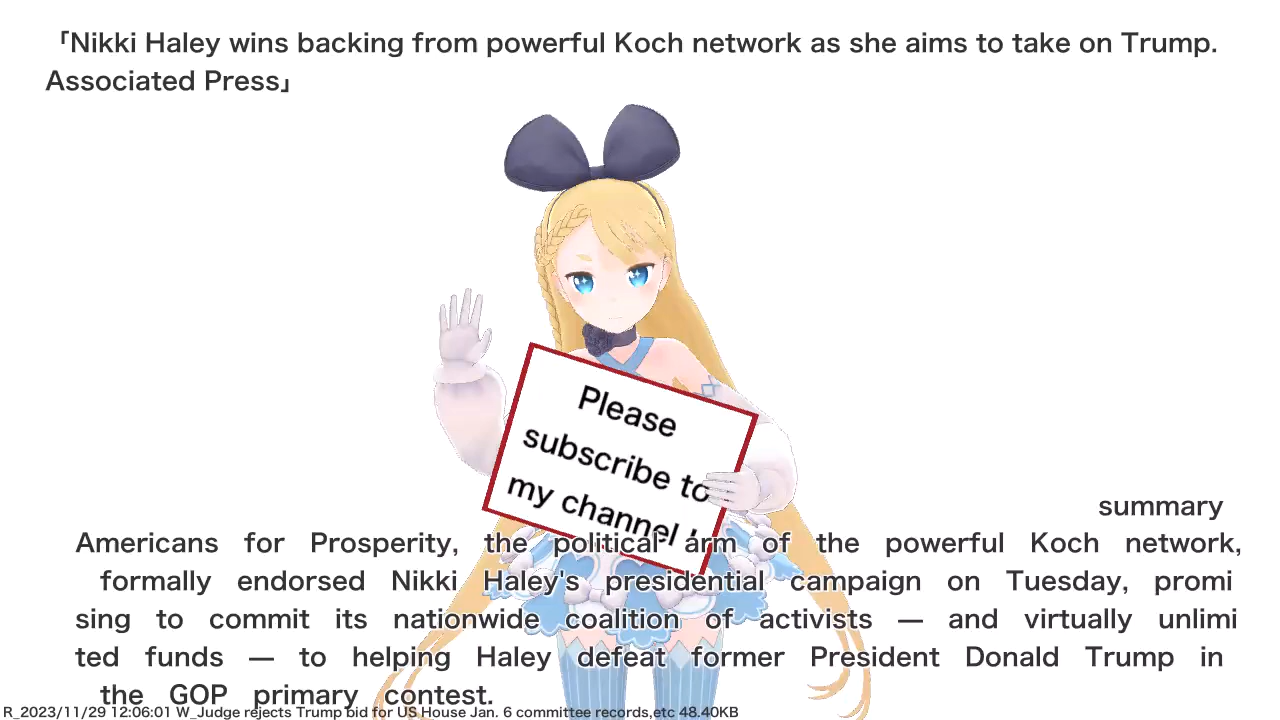 「Nikki Haley wins backing from powerful Koch network as she aims to take on Trump.
Associated Press」
Please
subscribe to
my channel !
summary
Americans for Prosperity, the political arm of the powerful Koch network,
formally endorsed Nikki Haley's presidential campaign on Tuesday, promi
sing to commit its nationwide coalition of activists — and virtually unlimi
ted funds — to helping Haley defeat former President Donald Trump in
the GOP primary contest.
R_2023/11/29 12:06:01 W_Judge rejects Trump bid for US House Jan. 6 committee records,etc 48.40KB